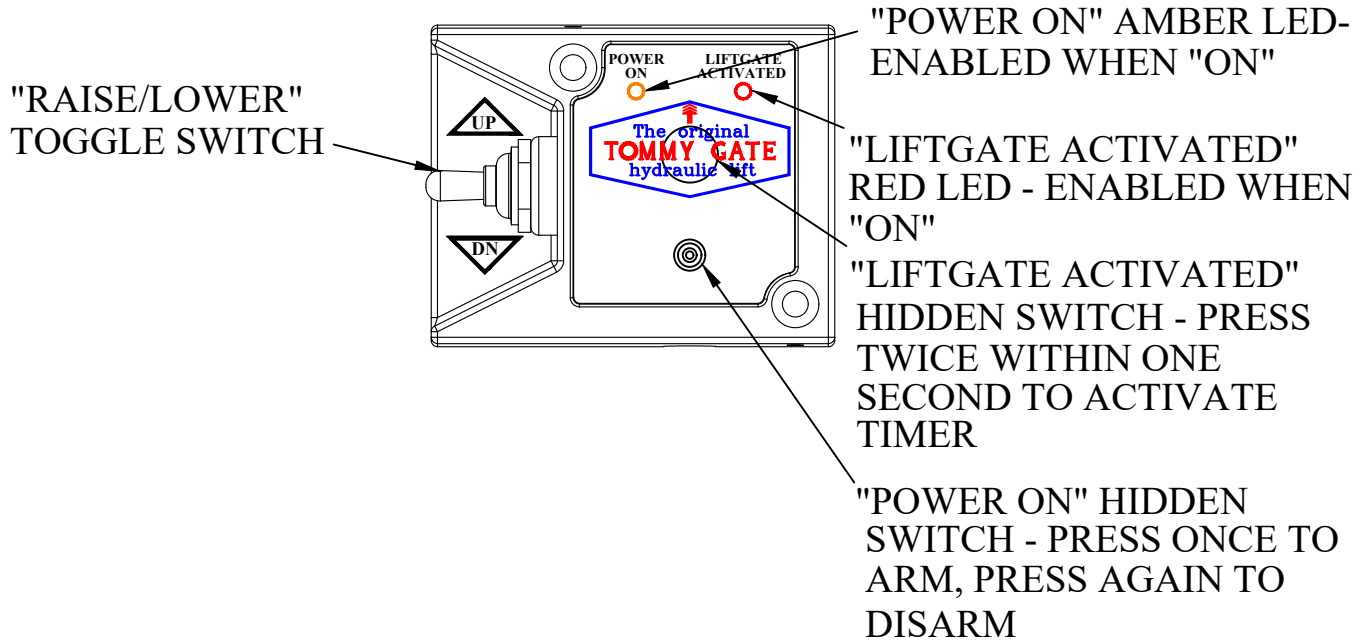 "RAISE/LOWER"
TOGGLE SWITCH
UP
DN
POWER
ON
LIFTGATE
ACTIVATED
The original
TOMMY GATE
hydraulic lift
"POWER ON" AMBER LED-
ENABLED WHEN "ON"
"LIFTGATE ACTIVATED"
RED LED - ENABLED WHEN
"ON"
"LIFTGATE ACTIVATED"
HIDDEN SWITCH - PRESS
TWICE WITHIN ONE
SECOND TO ACTIVATE
TIMER
"POWER ON" HIDDEN
SWITCH - PRESS ONCE TO
ARM, PRESS AGAIN TO
DISARM